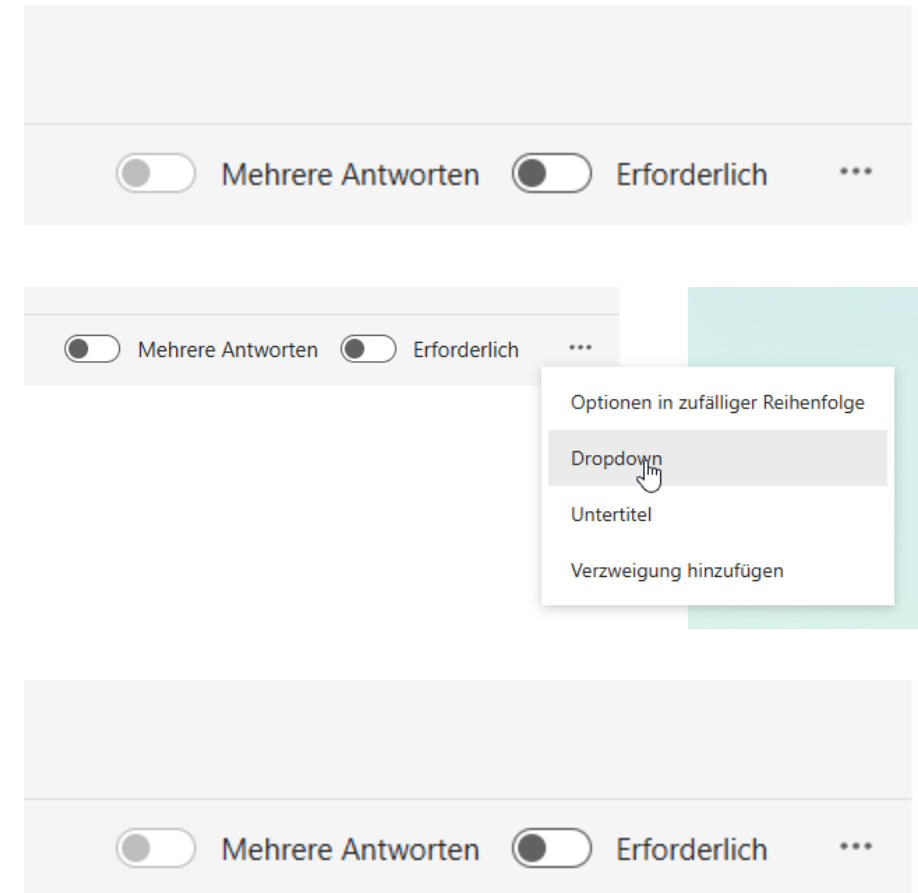 Mehrere Antworten Erforderlich ...
Mehrere Antworten Erforderlich ...
Optionen in zufälliger Reihenfolge
Dropdown
Untertitel
Verzweigung hinzufügen
Mehrere Antworten Erforderlich ...